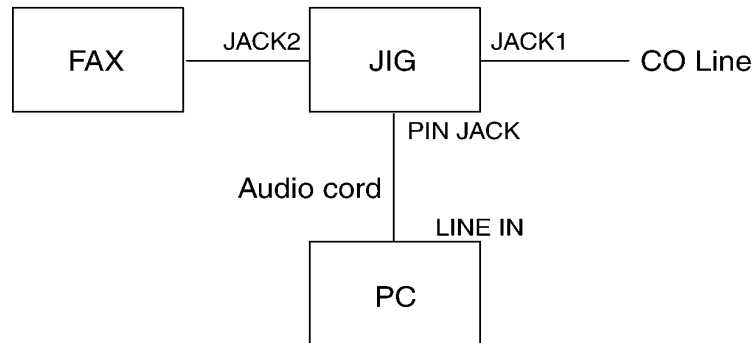 JACK2
JACK1
FAX
JIG
CO Line
PIN JACK
Audio cord
LINE IN
PC